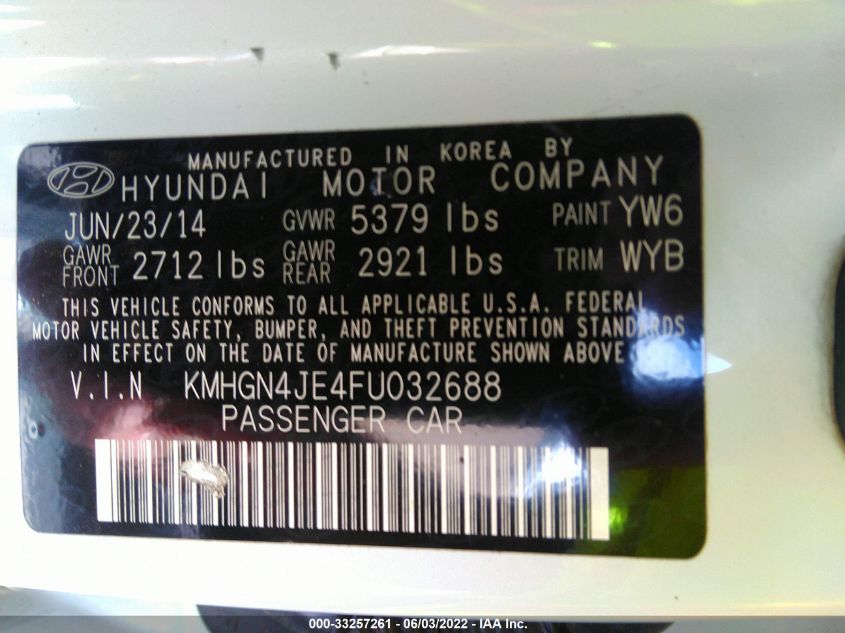 MANUFACTURED IN KOREA BY
HYUNDAI MOTOR COMPANY
JUN/23/14 GVWR 5379 lbs PAINT YW6
GAWR FRONT 2712 lbs GAWR REAR 2921 lbs TRIM WYB
THIS VEHICLE CONFORMS TO ALL APPLICABLE U.S.A. FEDERAL
MOTOR VEHICLE SAFETY, BUMPER, AND THEFT PREVENTION STANDARDS
IN EFFECT ON THE DATE OF MANUFACTURE SHOWN ABOVE
V.I.N KMHGN4JE4FU032688
PASSENGER CAR
000-33257261 - 06/03/2022 - IAA Inc.